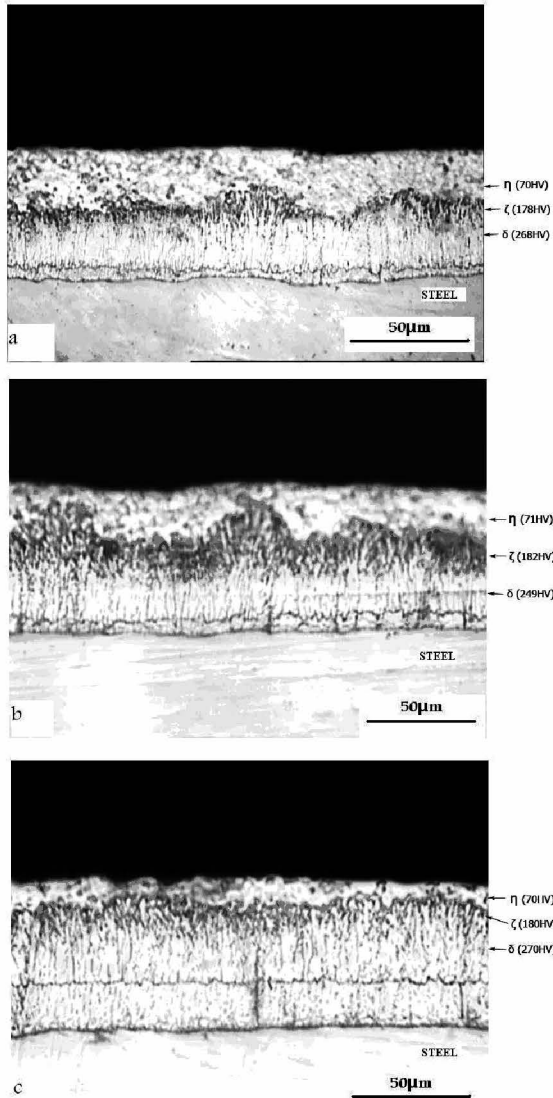 η (70HV)
ζ (178HV)
δ (268HV)
STEEL
50μm
a
η (71HV)
ζ (182HV)
δ (249HV)
STEEL
50μm
b
η (70HV)
ζ (180HV
δ (270HV)
STEEL
50μm
c